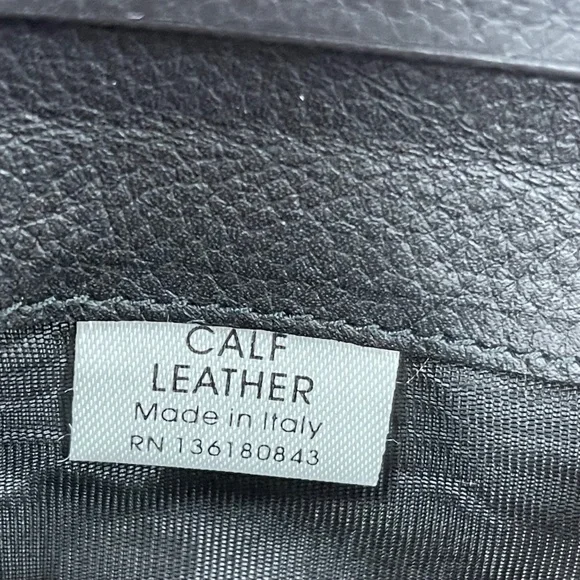 CALF
LEATHER
Made in Italy
RN 136180843